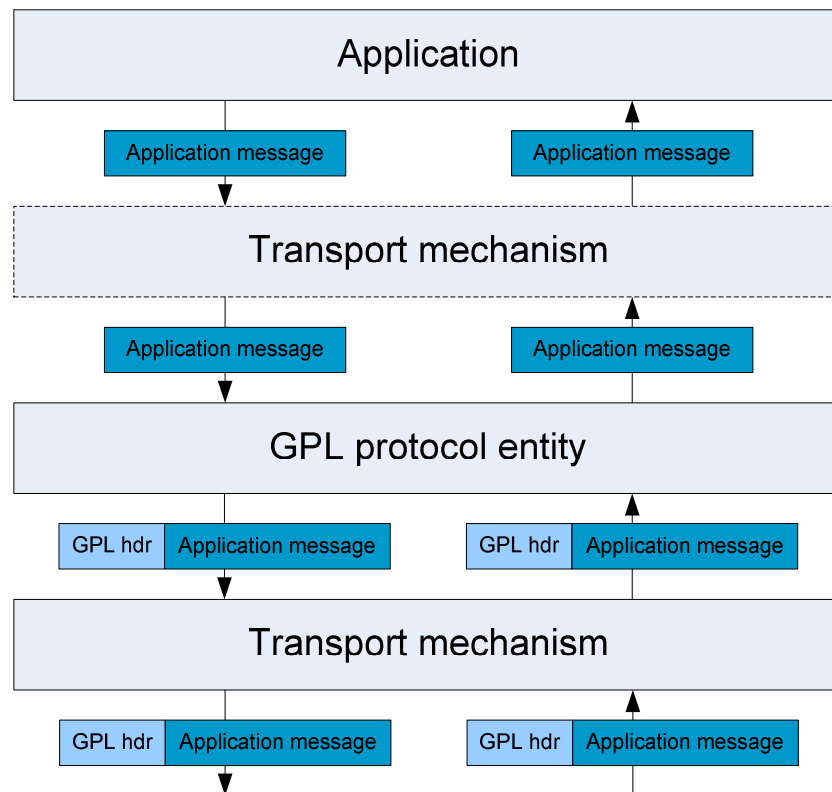 Application
Application message Application message
Transport mechanism
Application message Application message
GPL protocol entity
GPL hdr Application message GPL hdr Application message
Transport mechanism
GPL hdr Application message GPL hdr Application message